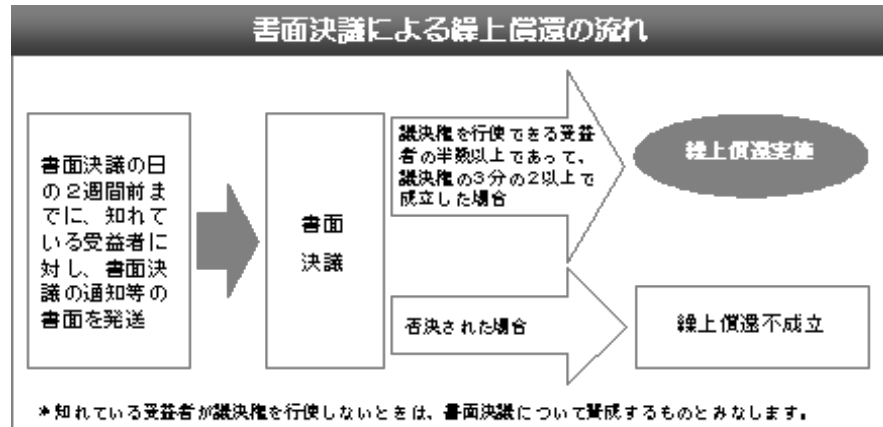 書面決議による繰上償還の流れ
書面決議の日
の2週間前ま
でに、知れて
いる受益者に
対し、書面決
議の通知等の
書面を発送
書面
決議
議決権を行使できる受益
者の半数以上であって、
議決権の3分の2以上で
成立した場合
繰上償還実施
否決された場合
繰上償還不成立
*知れている受益者が議決権を行使しないときは、書面決議について賛成するものとみなします。